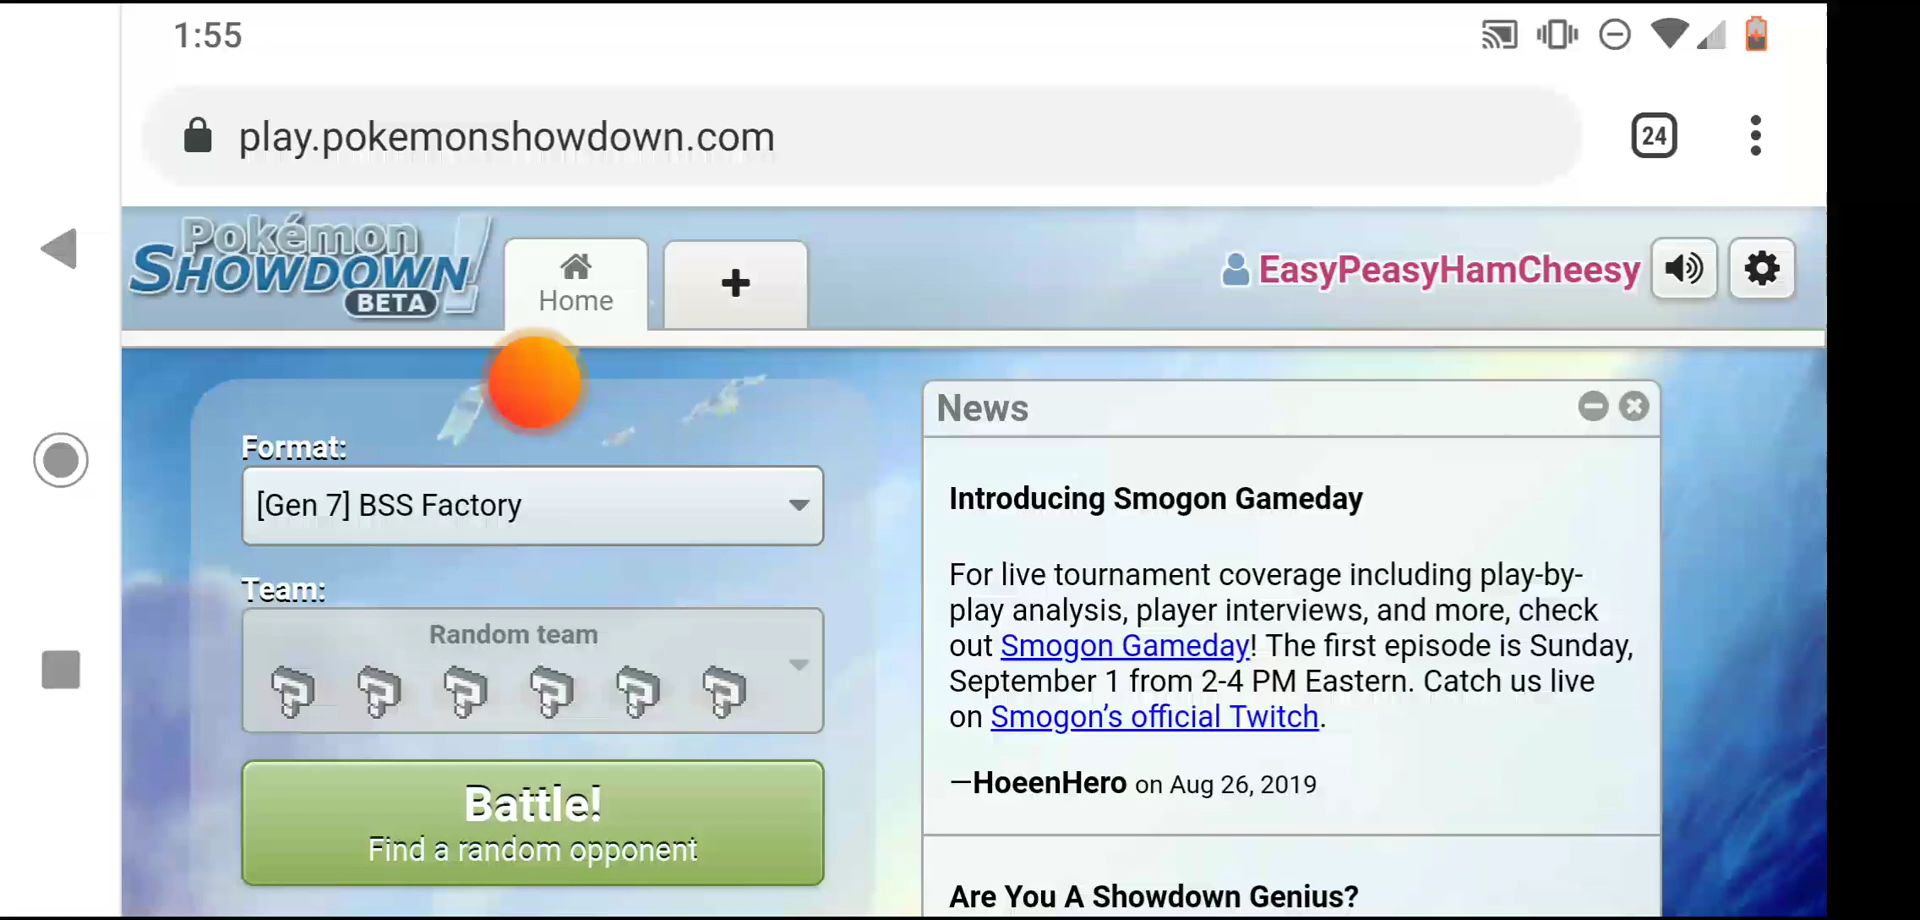 1:55
play.pokemonshowdown.com
24
Pokémon
SHOWDOWN!
BETA
Home
EasyPeasyHamCheesy
Format:
[Gen 7] BSS Factory
Team:
Random team
Battle!
Find a random opponent
News
Introducing Smogon Gameday
For live tournament coverage including play-by-
play analysis, player interviews, and more, check
out Smogon Gameday! The first episode is Sunday,
September 1 from 2-4 PM Eastern. Catch us live
on Smogon’s official Twitch.
—HoeenHero on Aug 26, 2019
Are You A Showdown Genius?